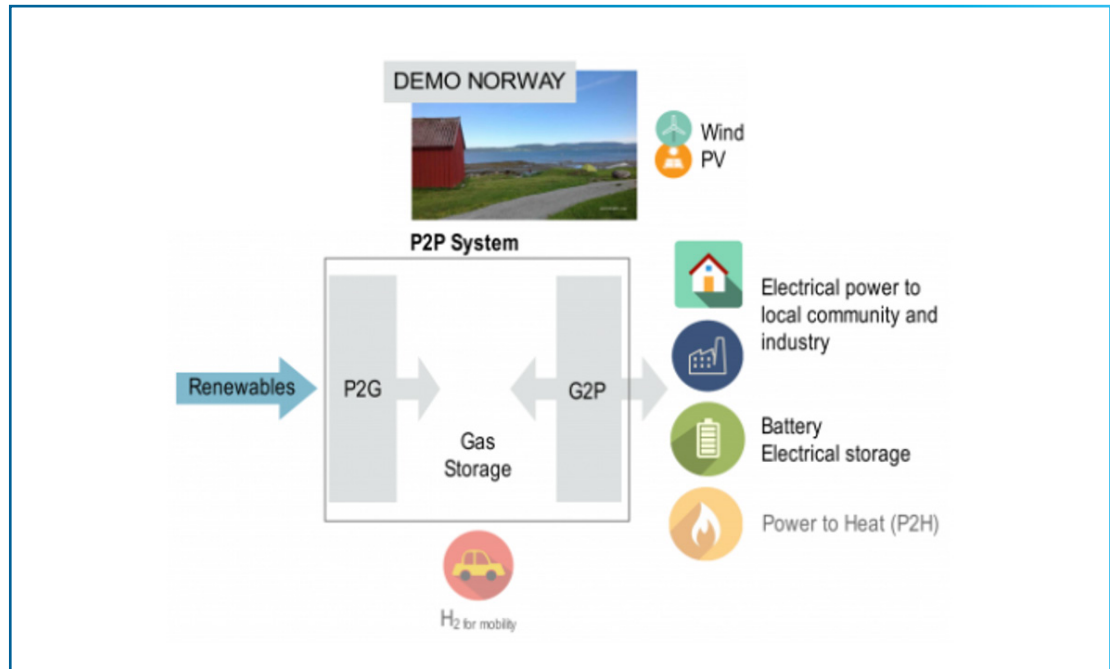 DEMO NORWAY
Wind
PV
P2P System
Electrical power to
local community and
industry
Renewables
P2G
G2P
Gas
Storage
Battery
Electrical storage
Power to Heat (P2H)
H2 for mobility